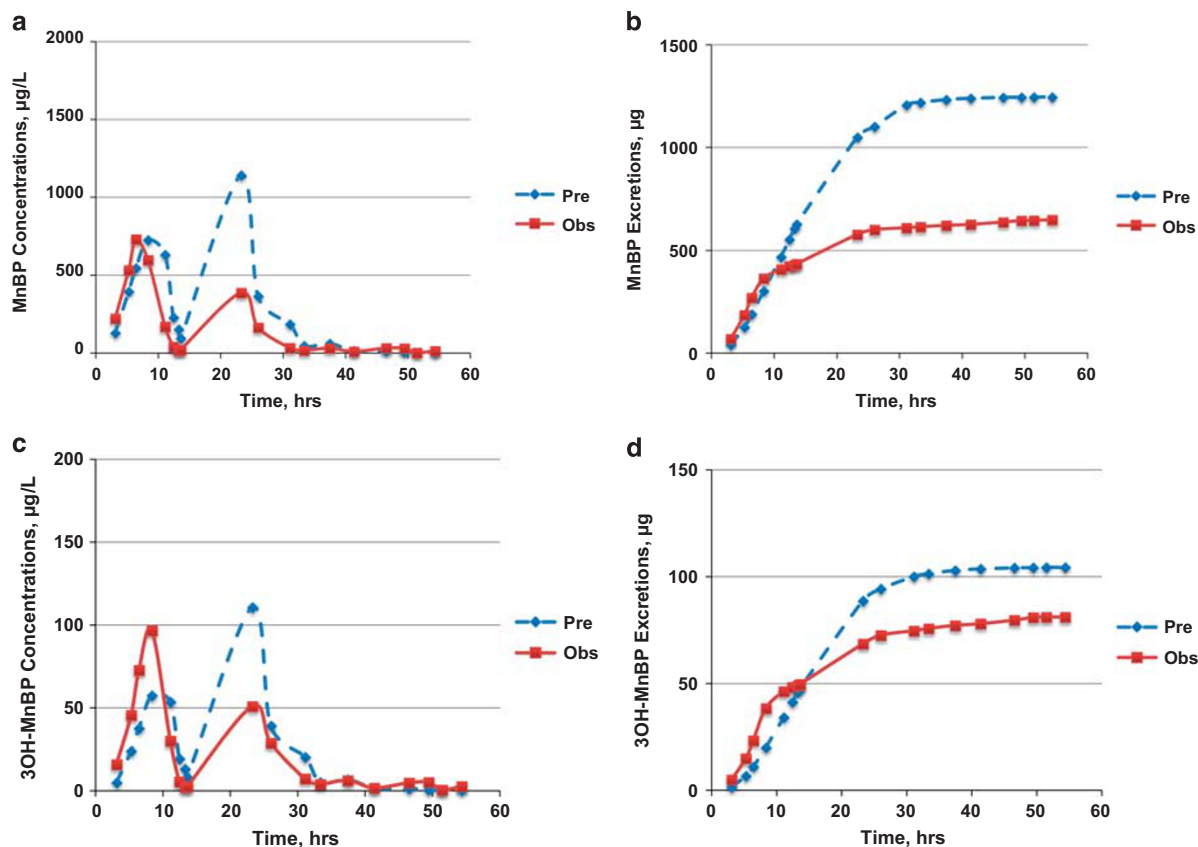 a
2000
1500
1000
500
0
MnBP Concentrations, µg/L
0 10 20 30 40 50 60
Time, hrs
Pre
Obs
b
1500
1000
500
0
MnBP Excretions, µg
0 10 20 30 40 50 60
Time, hrs
Pre
Obs
c
200
150
100
50
0
3OH-MnBP Concentrations, µg/L
0 10 20 30 40 50 60
Time, hrs
Pre
Obs
d
150
100
50
0
3OH-MnBP Excretions, µg
0 10 20 30 40 50 60
Time, hrs
Pre
Obs